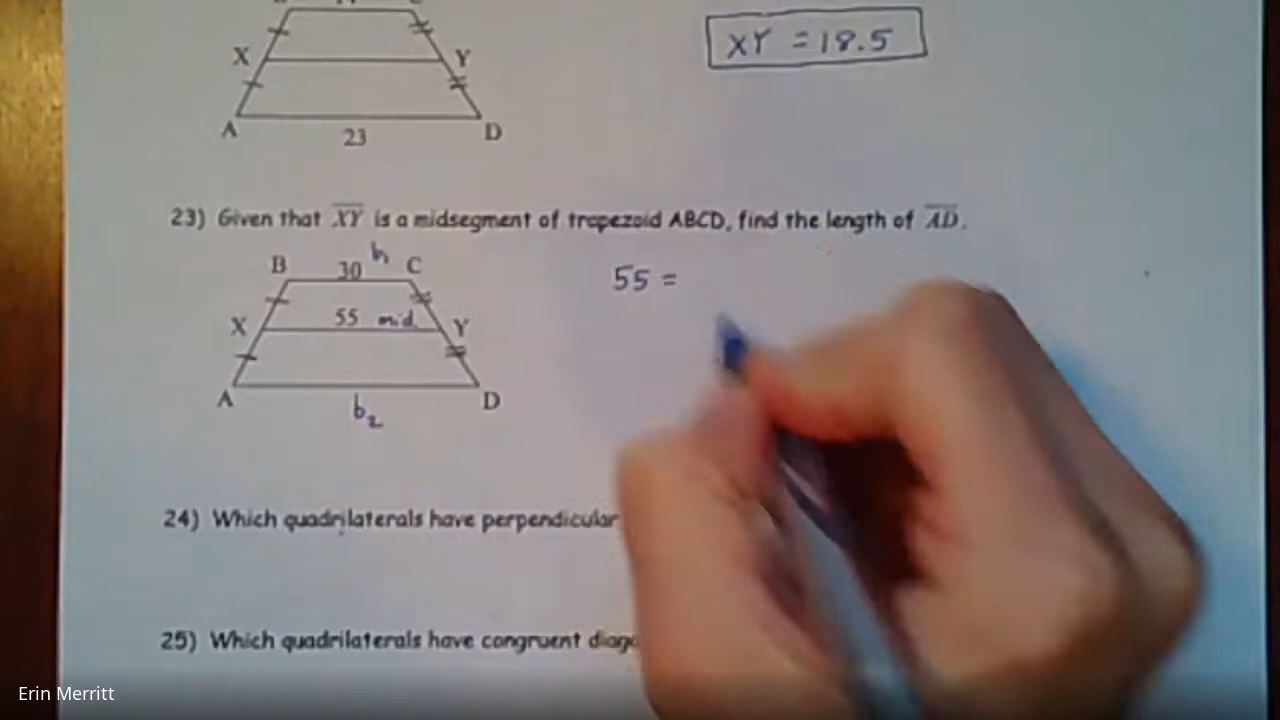 XY = 18.5
X
Y
A
23
D
23) Given that XY is a midsegment of trapezoid ABCD, find the length of AD.
B
30
C
55 =
X
55 mid
Y
A
b2
D
24) Which quadrilaterals have perpendicular
25) Which quadrilaterals have congruent
Erin Merritt